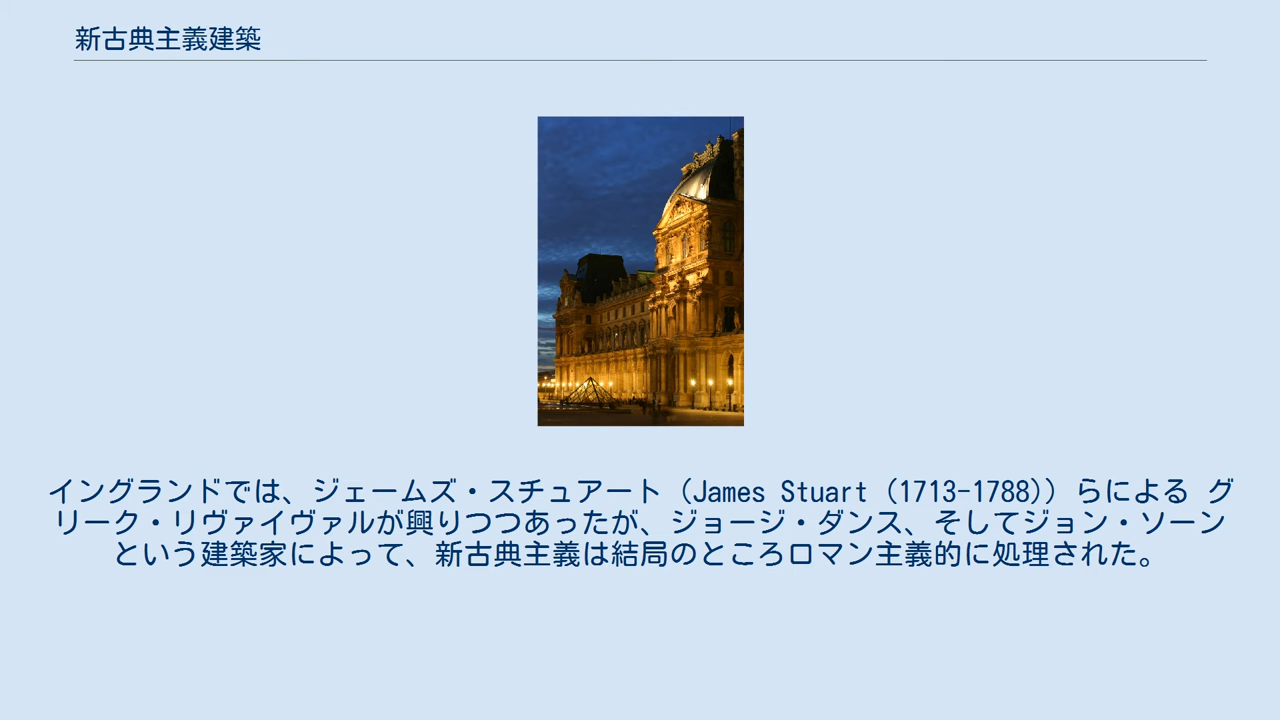 新古典主義建築
イングランドでは、ジェームズ・スチュアート（James Stuart（1713-1788)）らによる グ
リーク・リヴァイヴァルが興りつつあったが、ジョージ・ダンス、そしてジョン・ソーン
という建築家によって、新古典主義は結局のところロマン主義的に処理された。